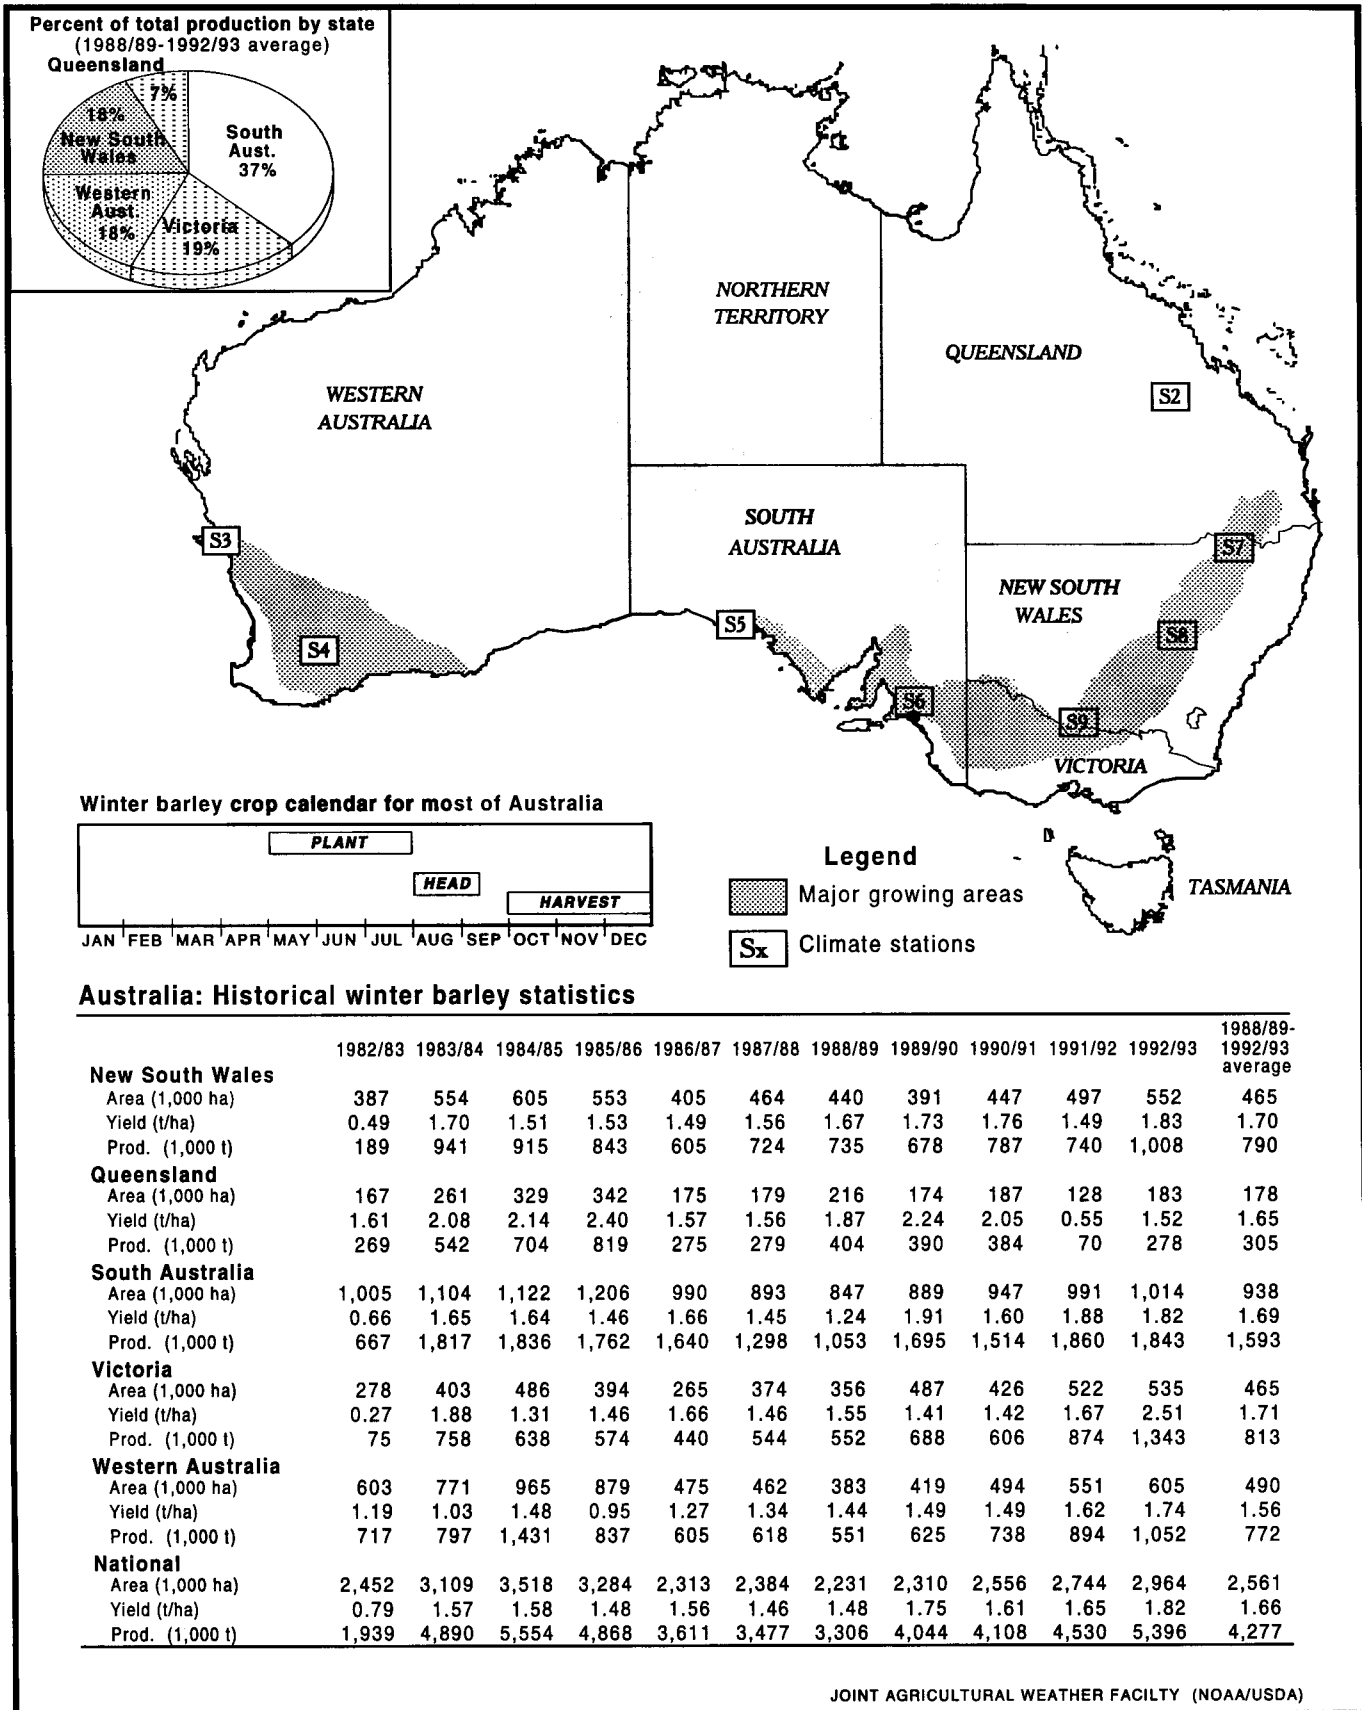 Percent of total production by state
(1988/89-1992/93 average)
Queensland
7%
18%
New South
Wales
South
Aust.
37%
Western
Aust.
18%
Victoria
19%
NORTHERN
TERRITORY
QUEENSLAND
WESTERN
AUSTRALIA
S2
SOUTH
AUSTRALIA
S3
S7
NEW SOUTH
WALES
S5
S8
S4
S6
S9
VICTORIA
Winter barley crop calendar for most of Australia
PLANT
HEAD
HARVEST
JAN FEB MAR APR MAY JUN JUL AUG SEP OCT NOV DEC
Legend
Major growing areas
Sx Climate stations
TASMANIA
Australia: Historical winter barley statistics
1982/83 1983/84 1984/85 1985/86 1986/87 1987/88 1988/89 1989/90 1990/91 1991/92 1992/93 1988/89-
1992/93
average
New South Wales
Area (1,000 ha) 387 554 605 553 405 464 440 391 447 497 552 465
Yield (t/ha) 0.49 1.70 1.51 1.53 1.49 1.56 1.67 1.73 1.76 1.49 1.83 1.70
Prod. (1,000 t) 189 941 915 843 605 724 735 678 787 740 1,008 790
Queensland
Area (1,000 ha) 167 261 329 342 175 179 216 174 187 128 183 178
Yield (t/ha) 1.61 2.08 2.14 2.40 1.57 1.56 1.87 2.24 2.05 0.55 1.52 1.65
Prod. (1,000 t) 269 542 704 819 275 279 404 390 384 70 278 305
South Australia
Area (1,000 ha) 1,005 1,104 1,122 1,206 990 893 847 889 947 991 1,014 938
Yield (t/ha) 0.66 1.65 1.64 1.46 1.66 1.45 1.24 1.91 1.60 1.88 1.82 1.69
Prod. (1,000 t) 667 1,817 1,836 1,762 1,640 1,298 1,053 1,695 1,514 1,860 1,843 1,593
Victoria
Area (1,000 ha) 278 403 486 394 265 374 356 487 426 522 535 465
Yield (t/ha) 0.27 1.88 1.31 1.46 1.66 1.46 1.55 1.41 1.42 1.67 2.51 1.71
Prod. (1,000 t) 75 758 638 574 440 544 552 688 606 874 1,343 813
Western Australia
Area (1,000 ha) 603 771 965 879 475 462 383 419 494 551 605 490
Yield (t/ha) 1.19 1.03 1.48 0.95 1.27 1.34 1.44 1.49 1.49 1.62 1.74 1.56
Prod. (1,000 t) 717 797 1,431 837 605 618 551 625 738 894 1,052 772
National
Area (1,000 ha) 2,452 3,109 3,518 3,284 2,313 2,384 2,231 2,310 2,556 2,744 2,964 2,561
Yield (t/ha) 0.79 1.57 1.58 1.48 1.56 1.46 1.48 1.75 1.61 1.65 1.82 1.66
Prod. (1,000 t) 1,939 4,890 5,554 4,868 3,611 3,477 3,306 4,044 4,108 4,530 5,396 4,277
JOINT AGRICULTURAL WEATHER FACILTY (NOAA/USDA)